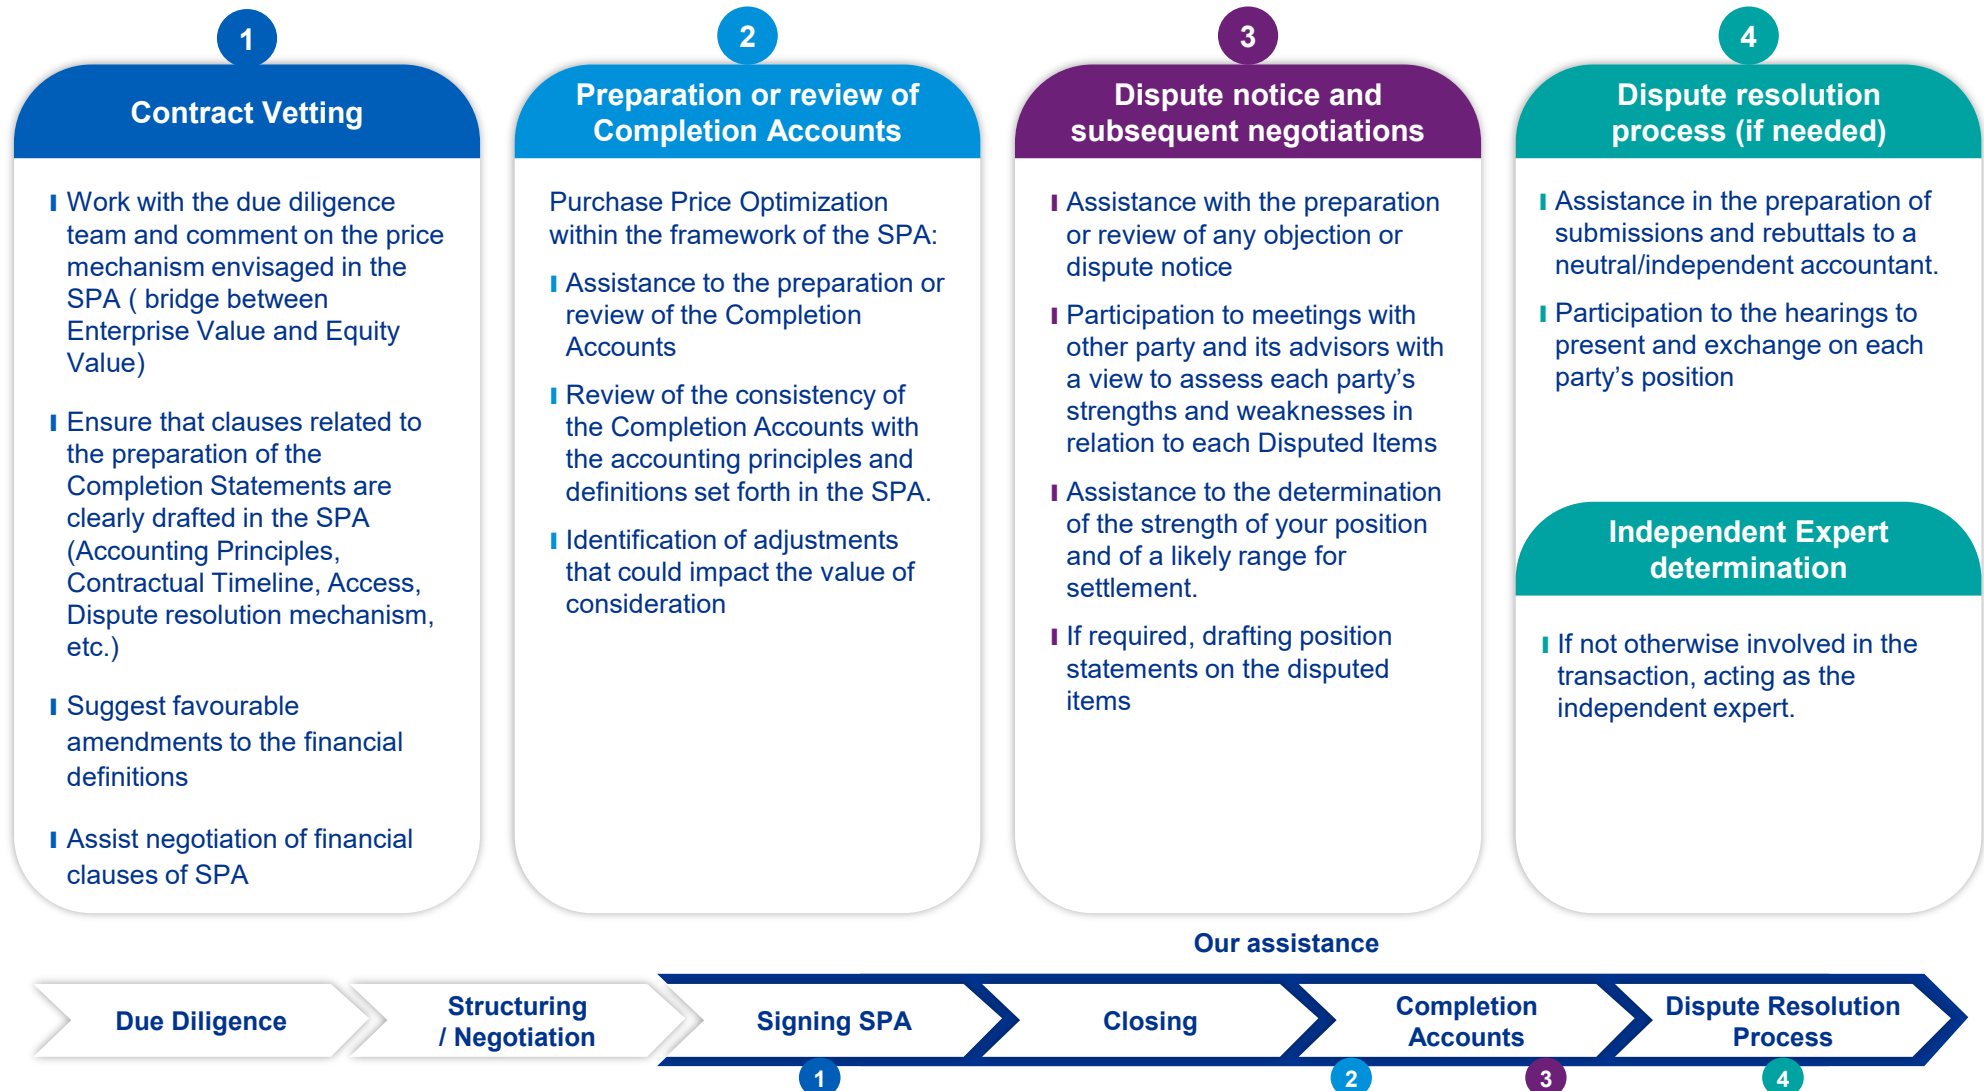 1
Contract Vetting
Work with the due diligence
team and comment on the price
mechanism envisaged in the
SPA ( bridge between
Enterprise Value and Equity
Value)
Ensure that clauses related to
the preparation of the
Completion Statements are
clearly drafted in the SPA
(Accounting Principles,
Contractual Timeline, Access,
Dispute resolution mechanism,
etc.)
Suggest favourable
amendments to the financial
definitions
Assist negotiation of financial
clauses of SPA
2
Preparation or review of
Completion Accounts
Purchase Price Optimization
within the framework of the SPA:
Assistance to the preparation or
review of the Completion
Accounts
Review of the consistency of
the Completion Accounts with
the accounting principles and
definitions set forth in the SPA.
Identification of adjustments
that could impact the value of
consideration
3
Dispute notice and
subsequent negotiations
Assistance with the preparation
or review of any objection or
dispute notice
Participation to meetings with
other party and its advisors with
a view to assess each party's
strengths and weaknesses in
relation to each Disputed Items
Assistance to the determination
of the strength of your position
and of a likely range for
settlement.
If required, drafting position
statements on the disputed
items
4
Dispute resolution
process (if needed)
Assistance in the preparation of
submissions and rebuttals to a
neutral/independent accountant.
Participation to the hearings to
present and exchange on each
party's position
Independent Expert
determination
If not otherwise involved in the
transaction, acting as the
independent expert.
Our assistance
Due Diligence
Structuring
/ Negotiation
Signing SPA
Closing
Completion
Accounts
Dispute Resolution
Process
1
2
3
4